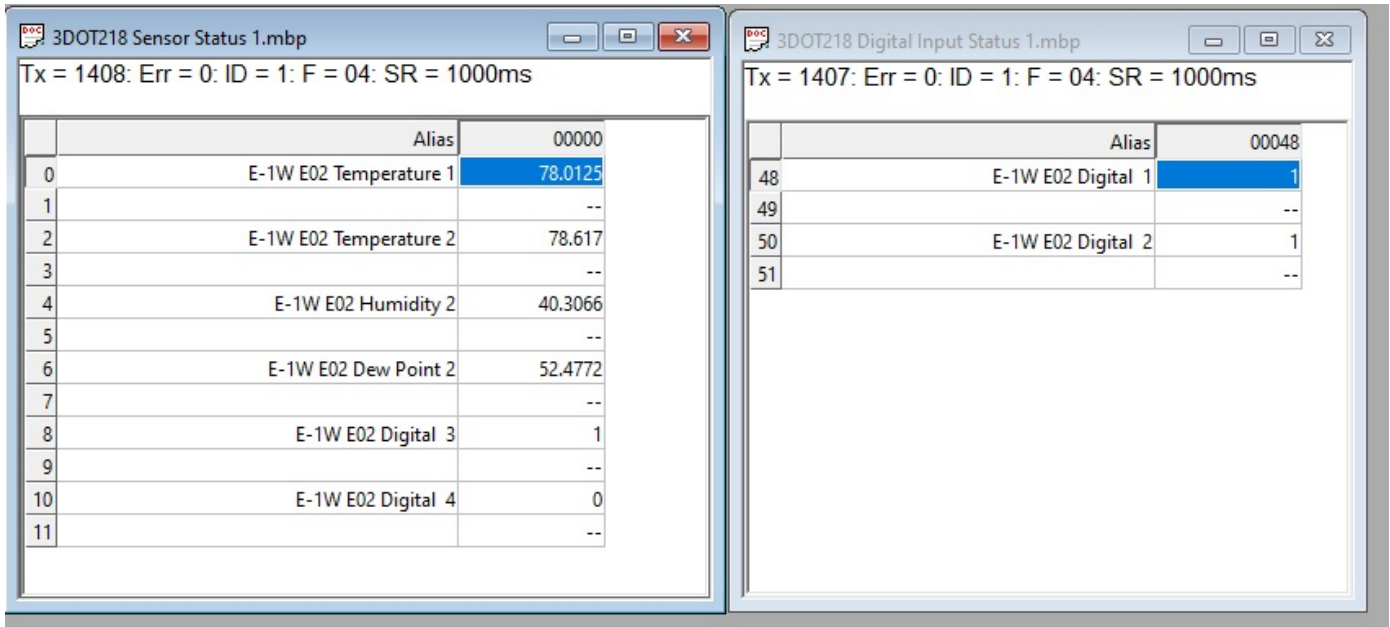 3DOT218 Sensor Status 1.mbp
Tx = 1408: Err = 0: ID = 1: F = 04: SR = 1000ms
Alias 00000
0 E-1W E02 Temperature 1 78.0125
1 --
2 E-1W E02 Temperature 2 78.617
3 --
4 E-1W E02 Humidity 2 40.3066
5 --
6 E-1W E02 Dew Point 2 52.4772
7 --
8 E-1W E02 Digital 3 1
9 --
10 E-1W E02 Digital 4 0
11 --
3DOT218 Digital Input Status 1.mbp
Tx = 1407: Err = 0: ID = 1: F = 04: SR = 1000ms
Alias 00048
48 E-1W E02 Digital 1 1
49 --
50 E-1W E02 Digital 2 1
51 --